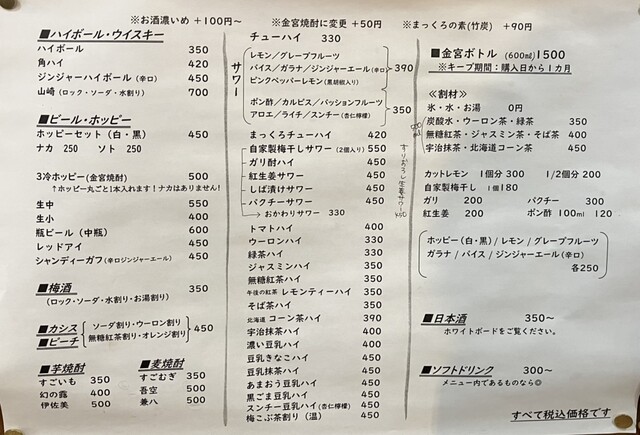 ※お酒濃いめ +100円～ ※金宮焼酎に変更 +50円 ※まっくろの素(竹炭) +90円
■ハイボール・ウイスキー
ハイボール 350
角ハイ 420
ジンジャーハイボール(辛口) 450
山崎(ロック・ソーダ・水割り) 700
■ビール・ホッピー
ホッピーセット(白・黒) 450
ナカ 250 ソト 250
3冷ホッピー(金宮焼酎) 500
↑ホッピー丸ごと1本入れます!ナカはありません!
生中 550
生小 400
瓶ビール(中瓶) 600
レッドアイ 450
シャンディーガフ(辛口ジンジャーエール) 450
■梅酒 350
(ロック・ソーダ・水割り・お湯割り)
■カシス
■ピーチ
ソーダ割り・ウーロン割り
無糖紅茶割り・オレンジ割り
450
■芋焼酎
すごいも 350
幻の露 400
伊佐美 500
■麦焼酎
すごむぎ 350
吾空 500
兼八 500
チューハイ 330
サワー
レモン/グレープフルーツ
バイス/ガラナ/ジンジャーエール(辛口)
ピンクペッパーレモン(黒胡椒入り)
390
ポン酢/カルピス/パッションフルーツ
アロエ/ライチ/スンチー(杏仁檸檬)
350
まっくろチューハイ 420
自家製梅干しサワー(2個入り) 550
ガリ酎ハイ 450
紅生姜サワー 450
しば漬けサワー 450
パクチーサワー 450
おかわりサワー 330
すりおろし生姜サワー
トマトハイ 400
ウーロンハイ 330
緑茶ハイ 330
ジャスミンハイ 350
無糖紅茶ハイ 350
午後の紅茶 レモンティーハイ 350
そば茶ハイ 350
北海道 コーン茶ハイ 390
宇治抹茶ハイ 400
濃い豆乳ハイ 400
豆乳きなこハイ 450
豆乳抹茶ハイ 450
あまおう豆乳ハイ 450
黒ごま豆乳ハイ 450
スンチー豆乳ハイ(杏仁檸檬) 450
梅こぶ茶割り(温) 450
■金宮ボトル (600㎖)1500
※キープ期間:購入日から1カ月
≪割材≫
氷・水・お湯 0円
炭酸水・ウーロン茶・緑茶 350
無糖紅茶・ジャスミン茶・そば茶 400
宇治抹茶・北海道コーン茶 450
カットレモン 1個分 300 1/2個分 200
自家製梅干し 1個180
ガリ 200 パクチー 300
紅生姜 200 ポン酢 100ml 120
ホッピー(白・黒)/レモン/グレープフルーツ
ガラナ/バイス/ジンジャーエール(辛口)
各250
■日本酒 350～
ホワイトボードをご覧ください。
■ソフトドリンク 300～
メニュー内であるものなら◎
すべて税込価格です